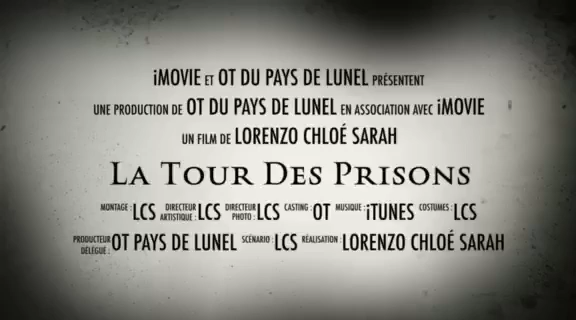 iMOVIE ET OT DU PAYS DE LUNEL PRÉSENTENT
UNE PRODUCTION DE OT DU PAYS DE LUNEL EN ASSOCIATION AVEC iMOVIE
UN FILM DE LORENZO CHLOÉ SARAH
LA TOUR DES PRISONS
MONTAGE : LCS DIRECTEUR ARTISTIQUE : LCS DIRECTEUR PHOTO : LCS CASTING : OT MUSIQUE : iTUNES COSTUMES : LCS
PRODUCTEUR DÉLÉGUÉ : OT PAYS DE LUNEL SCÉNARIO : LCS RÉALISATION : LORENZO CHLOÉ SARAH